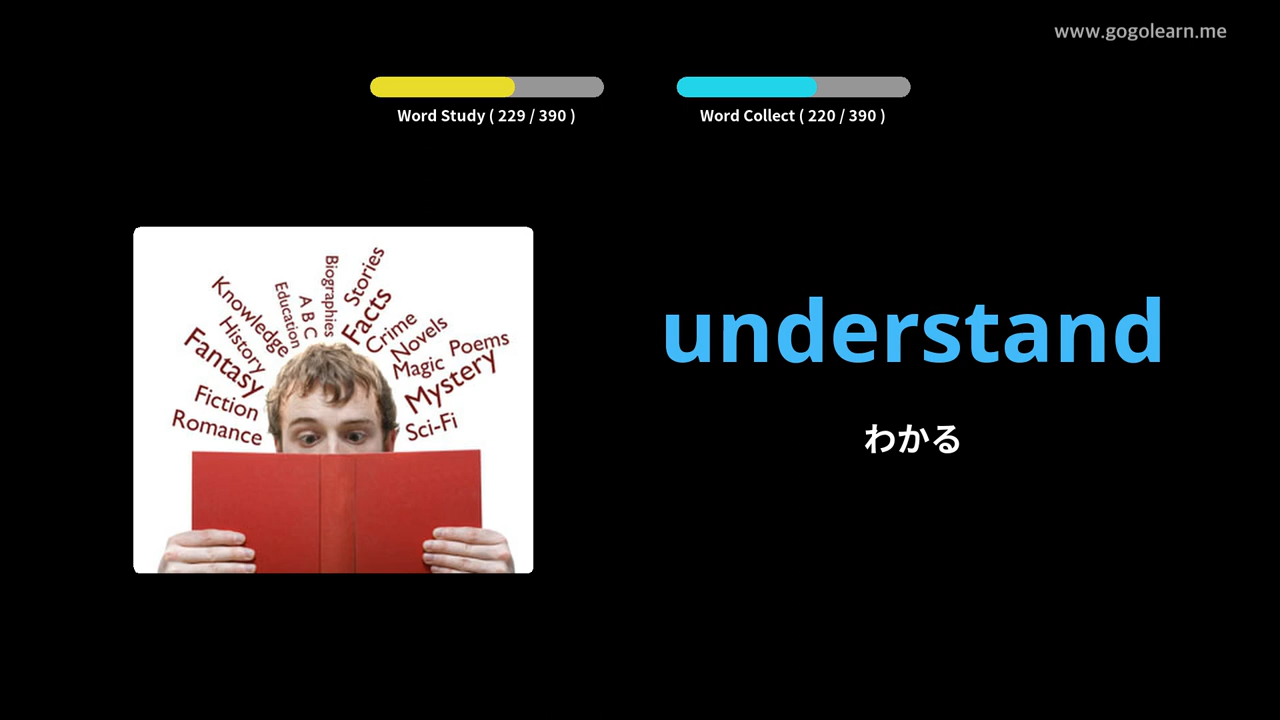 www.gogolearn.me
Word Study ( 229 / 390 )
Word Collect ( 220 / 390 )
Knowledge
History
Fantasy
Fiction
Romance
Education
A B C
Biographies
Stories
Facts
Crime
Novels
Magic
Poems
Mystery
Sci-Fi
understand
わかる